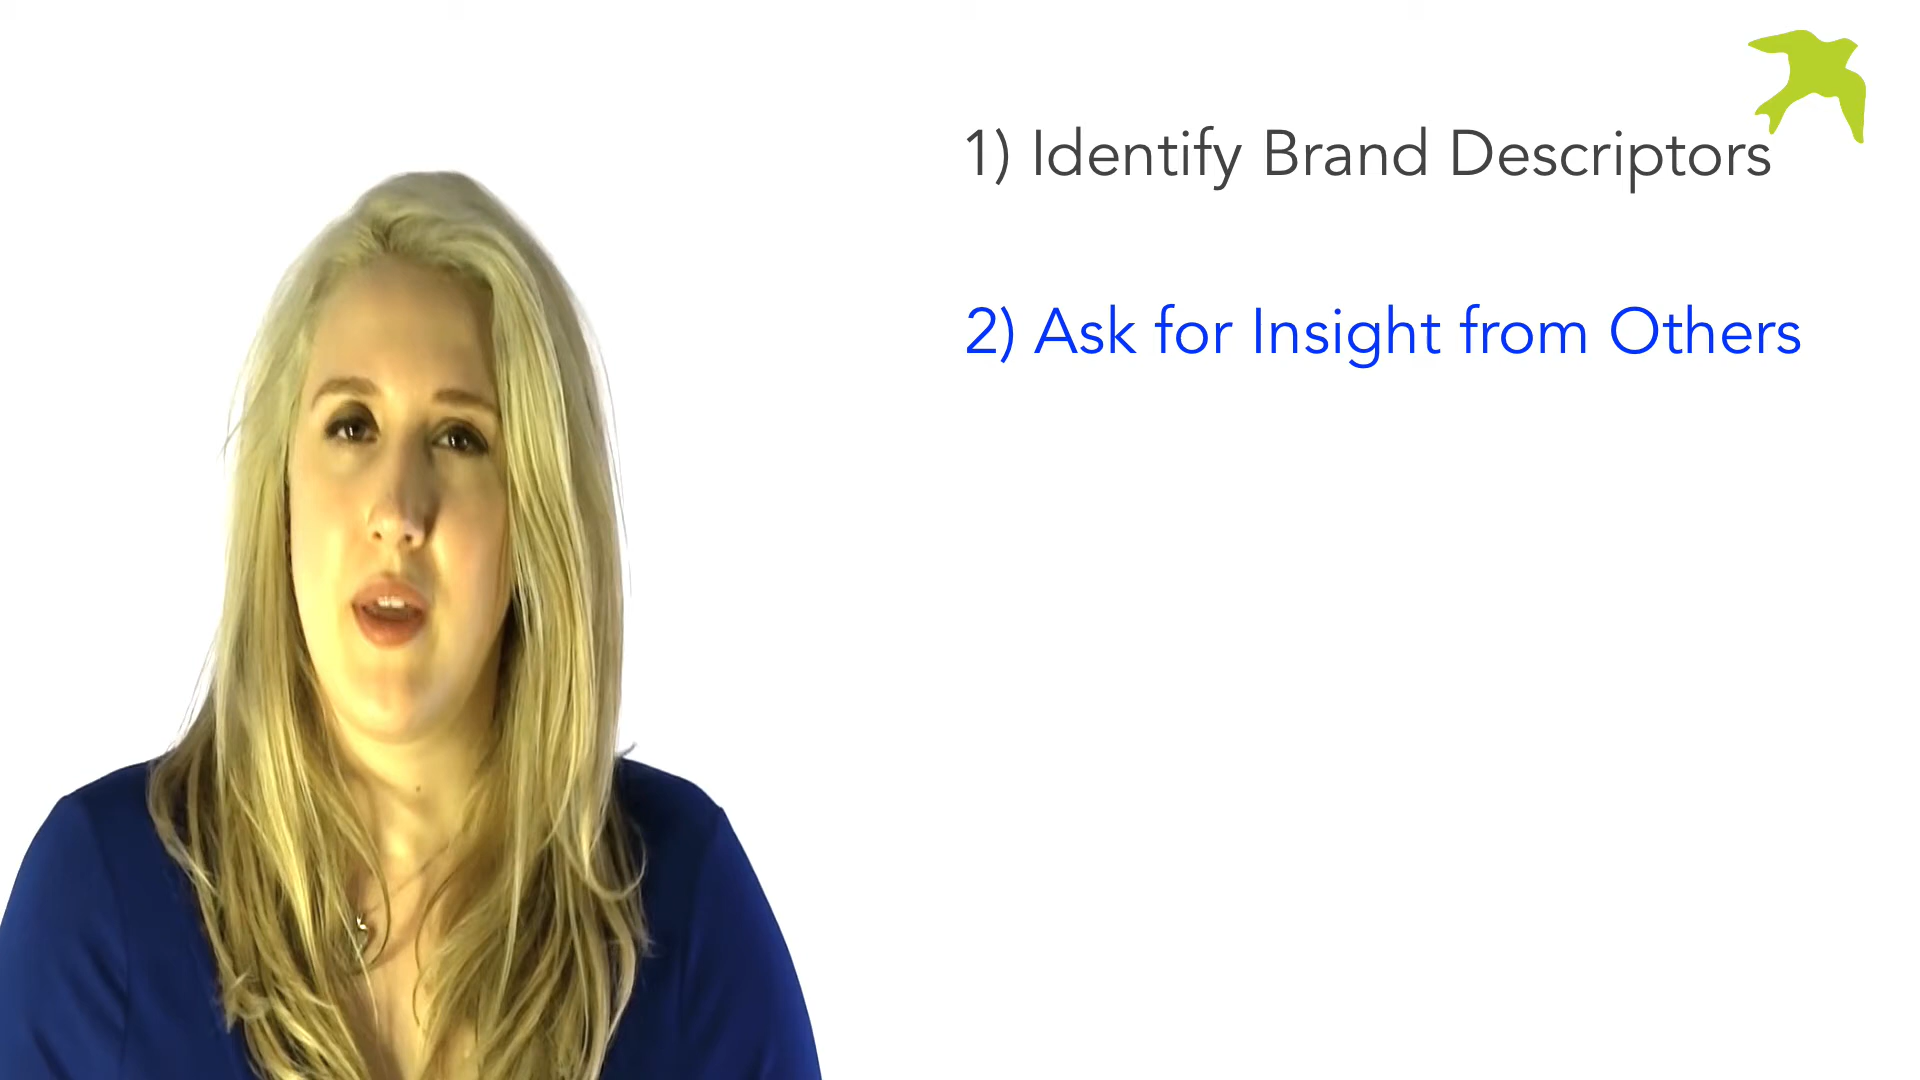 1) Identify Brand Descriptors
2) Ask for Insight from Others